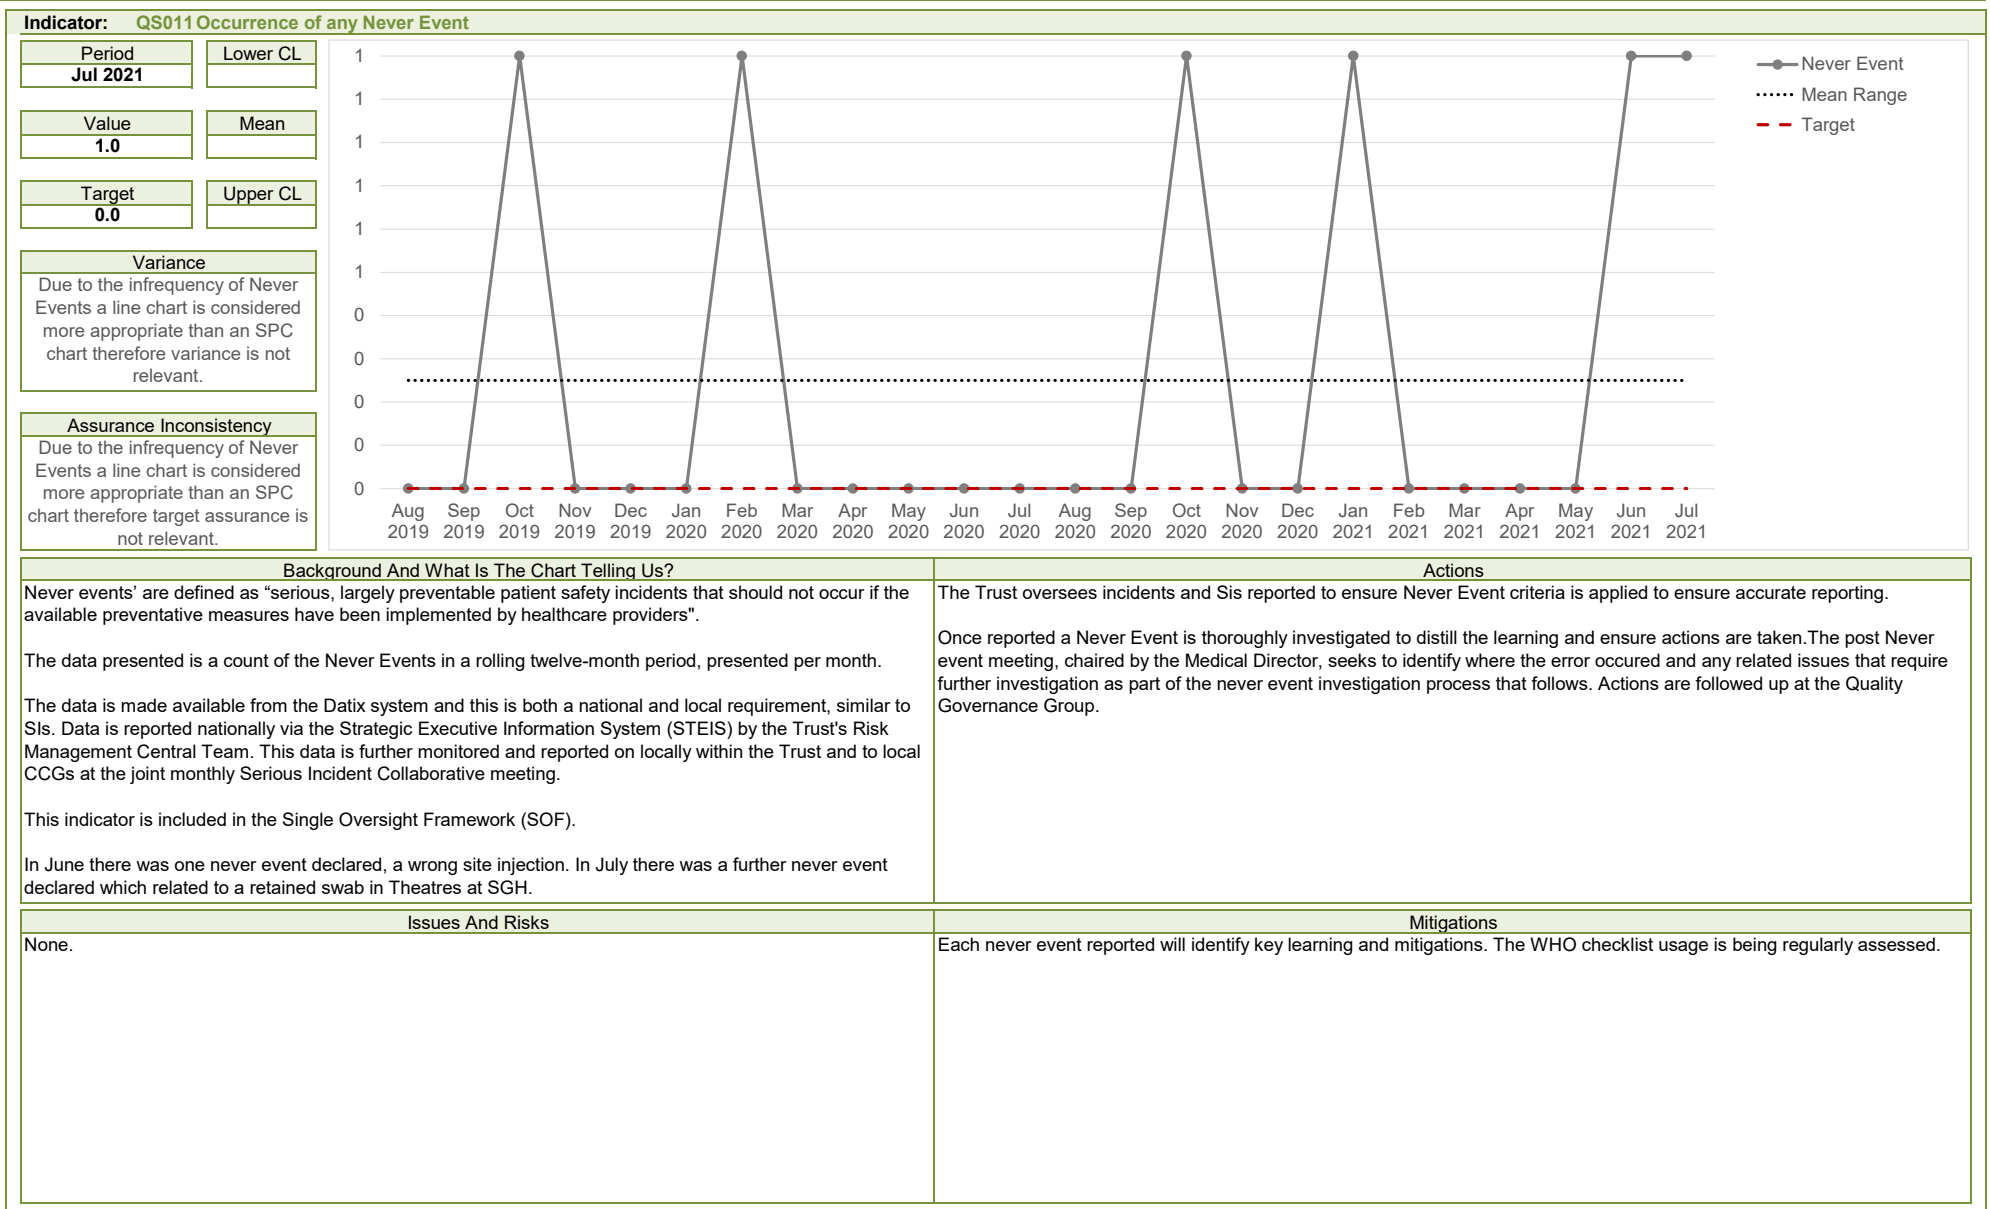 Indicator: QS011 Occurrence of any Never Event
Period
Lower CL
Jul 2021
Value
Mean
1.0
Target
Upper CL
0.0
Variance
Due to the infrequency of Never
Events a line chart is considered
more appropriate than an SPC
chart therefore variance is not
relevant.
Assurance Inconsistency
Due to the infrequency of Never
Events a line chart is considered
more appropriate than an SPC
chart therefore target assurance is
not relevant.
1
1
1
1
1
1
0
0
0
0
0
Aug Sep Oct Nov Dec Jan Feb Mar Apr May Jun Jul Aug Sep Oct Nov Dec Jan Feb Mar Apr May Jun Jul
2019 2019 2019 2019 2019 2020 2020 2020 2020 2020 2020 2020 2020 2020 2020 2020 2020 2021 2021 2021 2021 2021 2021 2021
Never Event
Mean Range
Target
Background And What Is The Chart Telling Us?
Never events’ are defined as “serious, largely preventable patient safety incidents that should not occur if the
available preventative measures have been implemented by healthcare providers".
The data presented is a count of the Never Events in a rolling twelve-month period, presented per month.
The data is made available from the Datix system and this is both a national and local requirement, similar to
SIs. Data is reported nationally via the Strategic Executive Information System (STEIS) by the Trust's Risk
Management Central Team. This data is further monitored and reported on locally within the Trust and to local
CCGs at the joint monthly Serious Incident Collaborative meeting.
This indicator is included in the Single Oversight Framework (SOF).
In June there was one never event declared, a wrong site injection. In July there was a further never event
declared which related to a retained swab in Theatres at SGH.
Actions
The Trust oversees incidents and Sis reported to ensure Never Event criteria is applied to ensure accurate reporting.
Once reported a Never Event is thoroughly investigated to distill the learning and ensure actions are taken.The post Never
event meeting, chaired by the Medical Director, seeks to identify where the error occured and any related issues that require
further investigation as part of the never event investigation process that follows. Actions are followed up at the Quality
Governance Group.
Issues And Risks
None.
Mitigations
Each never event reported will identify key learning and mitigations. The WHO checklist usage is being regularly assessed.